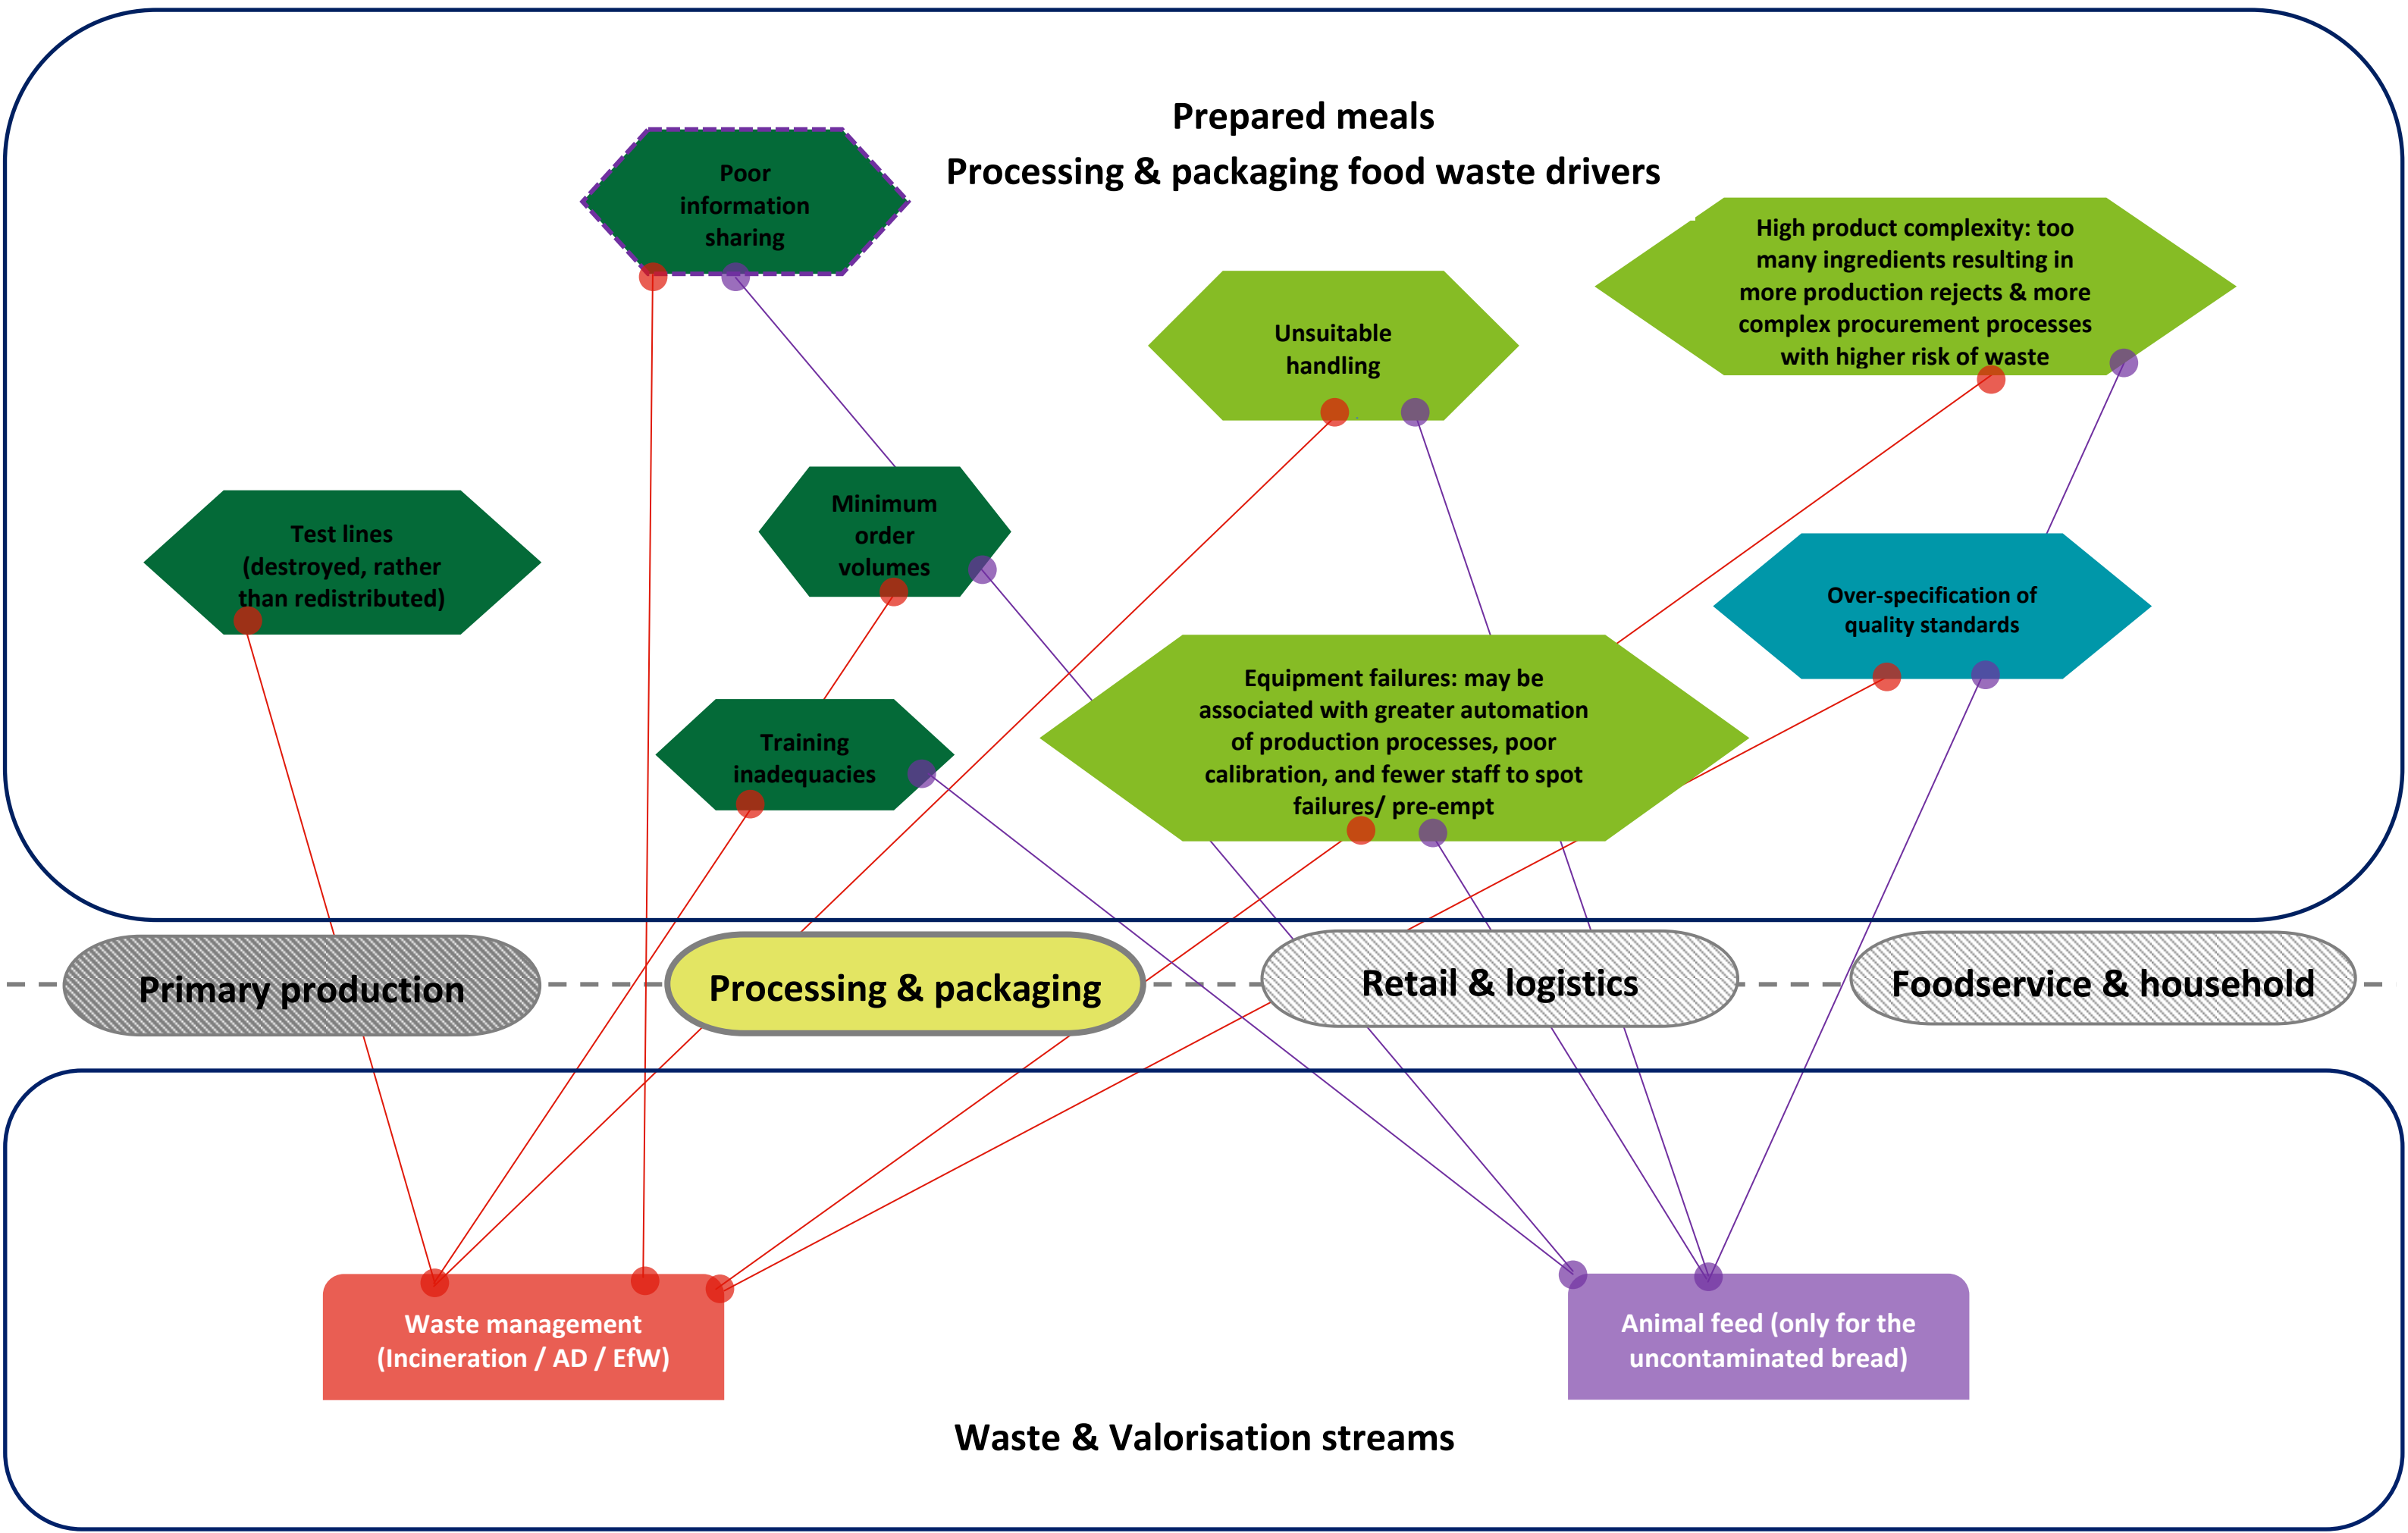 Prepared meals
Processing & packaging food waste drivers
Poor
information
sharing
High product complexity: too
many ingredients resulting in
more production rejects & more
complex procurement processes
with higher risk of waste
Unsuitable
handling
Test lines
(destroyed, rather
than redistributed)
Minimum
order
volumes
Over-specification of
quality standards
Training
inadequacies
Equipment failures: may be
associated with greater automation
of production processes, poor
calibration, and fewer staff to spot
failures/ pre-empt
Primary production
Processing & packaging
Retail & logistics
Foodservice & household
Waste management
(Incineration / AD / EfW)
Animal feed (only for the
uncontaminated bread)
Waste & Valorisation streams